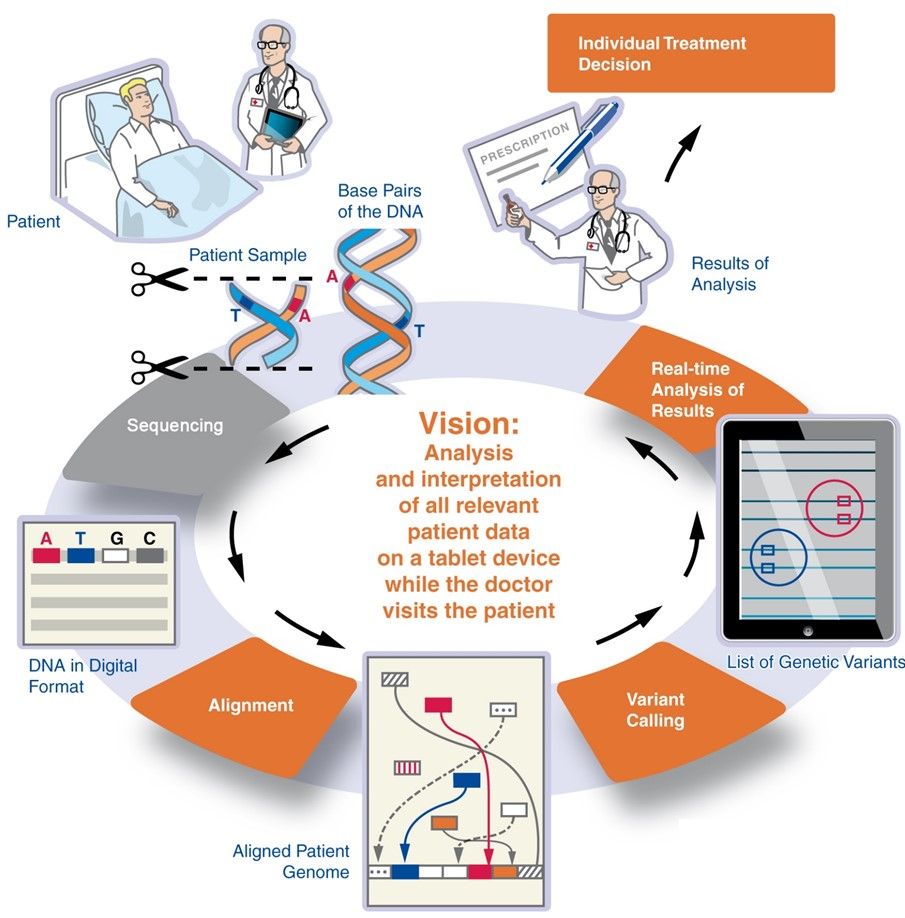 Individual Treatment
Decision
PRESCRIPTION
Patient
Base Pairs
of the DNA
Patient Sample
A
T
A
T
Results of
Analysis
Real-time
Analysis of
Results
Sequencing
Vision:
Analysis
and interpretation
of all relevant
patient data
on a tablet device
while the doctor
visits the patient
A T G C
DNA in Digital
Format
List of Genetic Variants
Alignment
Variant
Calling
Aligned Patient
Genome